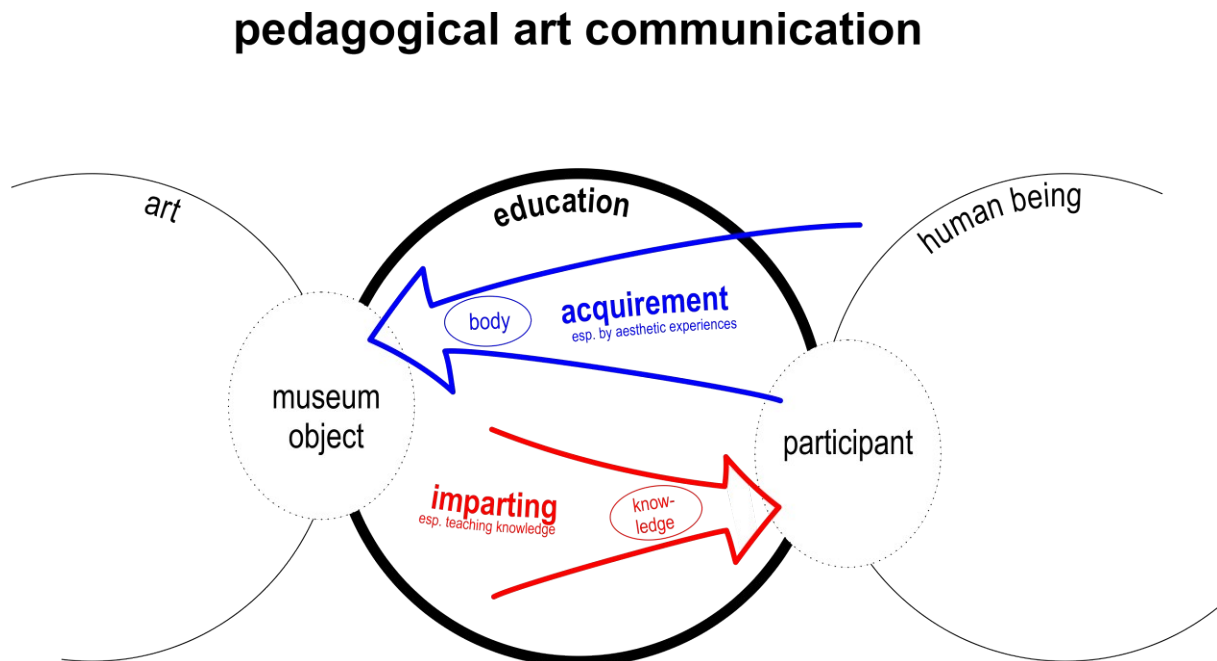 pedagogical art communication
art
education
human being
body
acquirement
esp. by aesthetic experiences
museum
object
participant
imparting
esp. teaching knowledge
know-
ledge